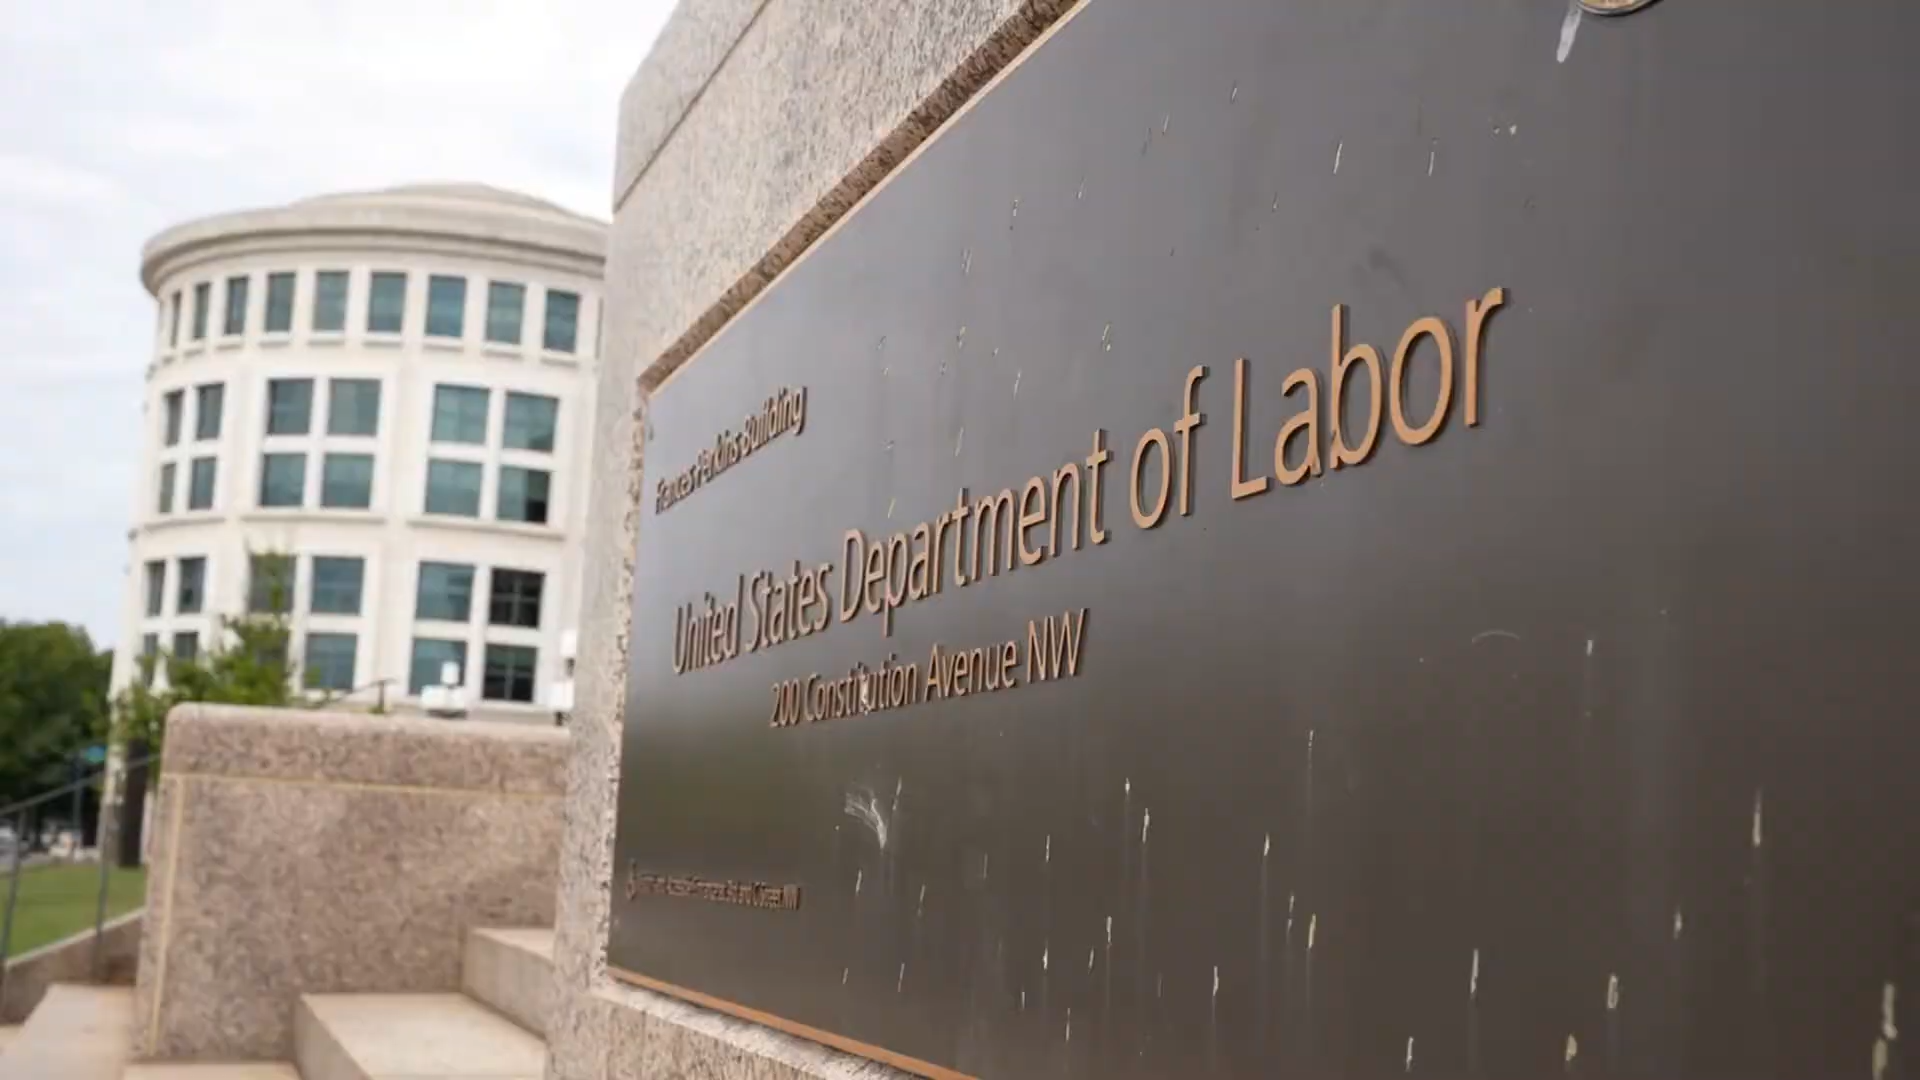 Frances Perkins Building
United States Department of Labor
200 Constitution Avenue NW